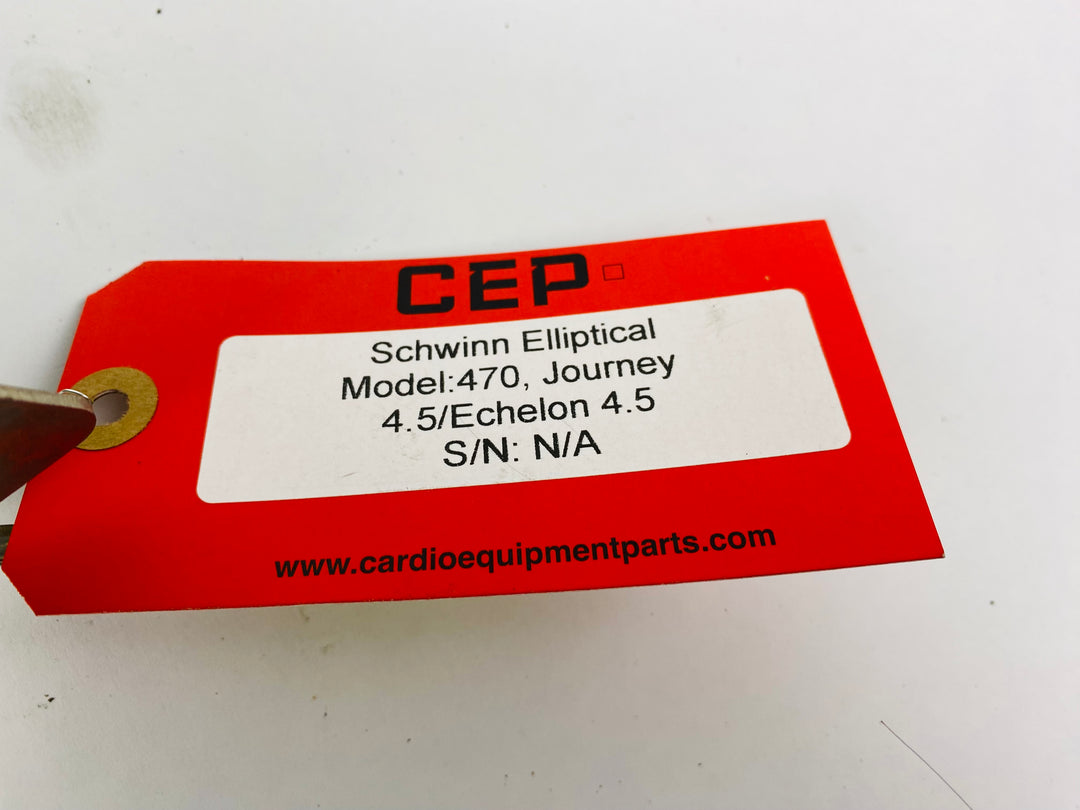 CEP
Schwinn Elliptical
Model:470, Journey
4.5/Echelon 4.5
S/N: N/A
www.cardioequipmentparts.com